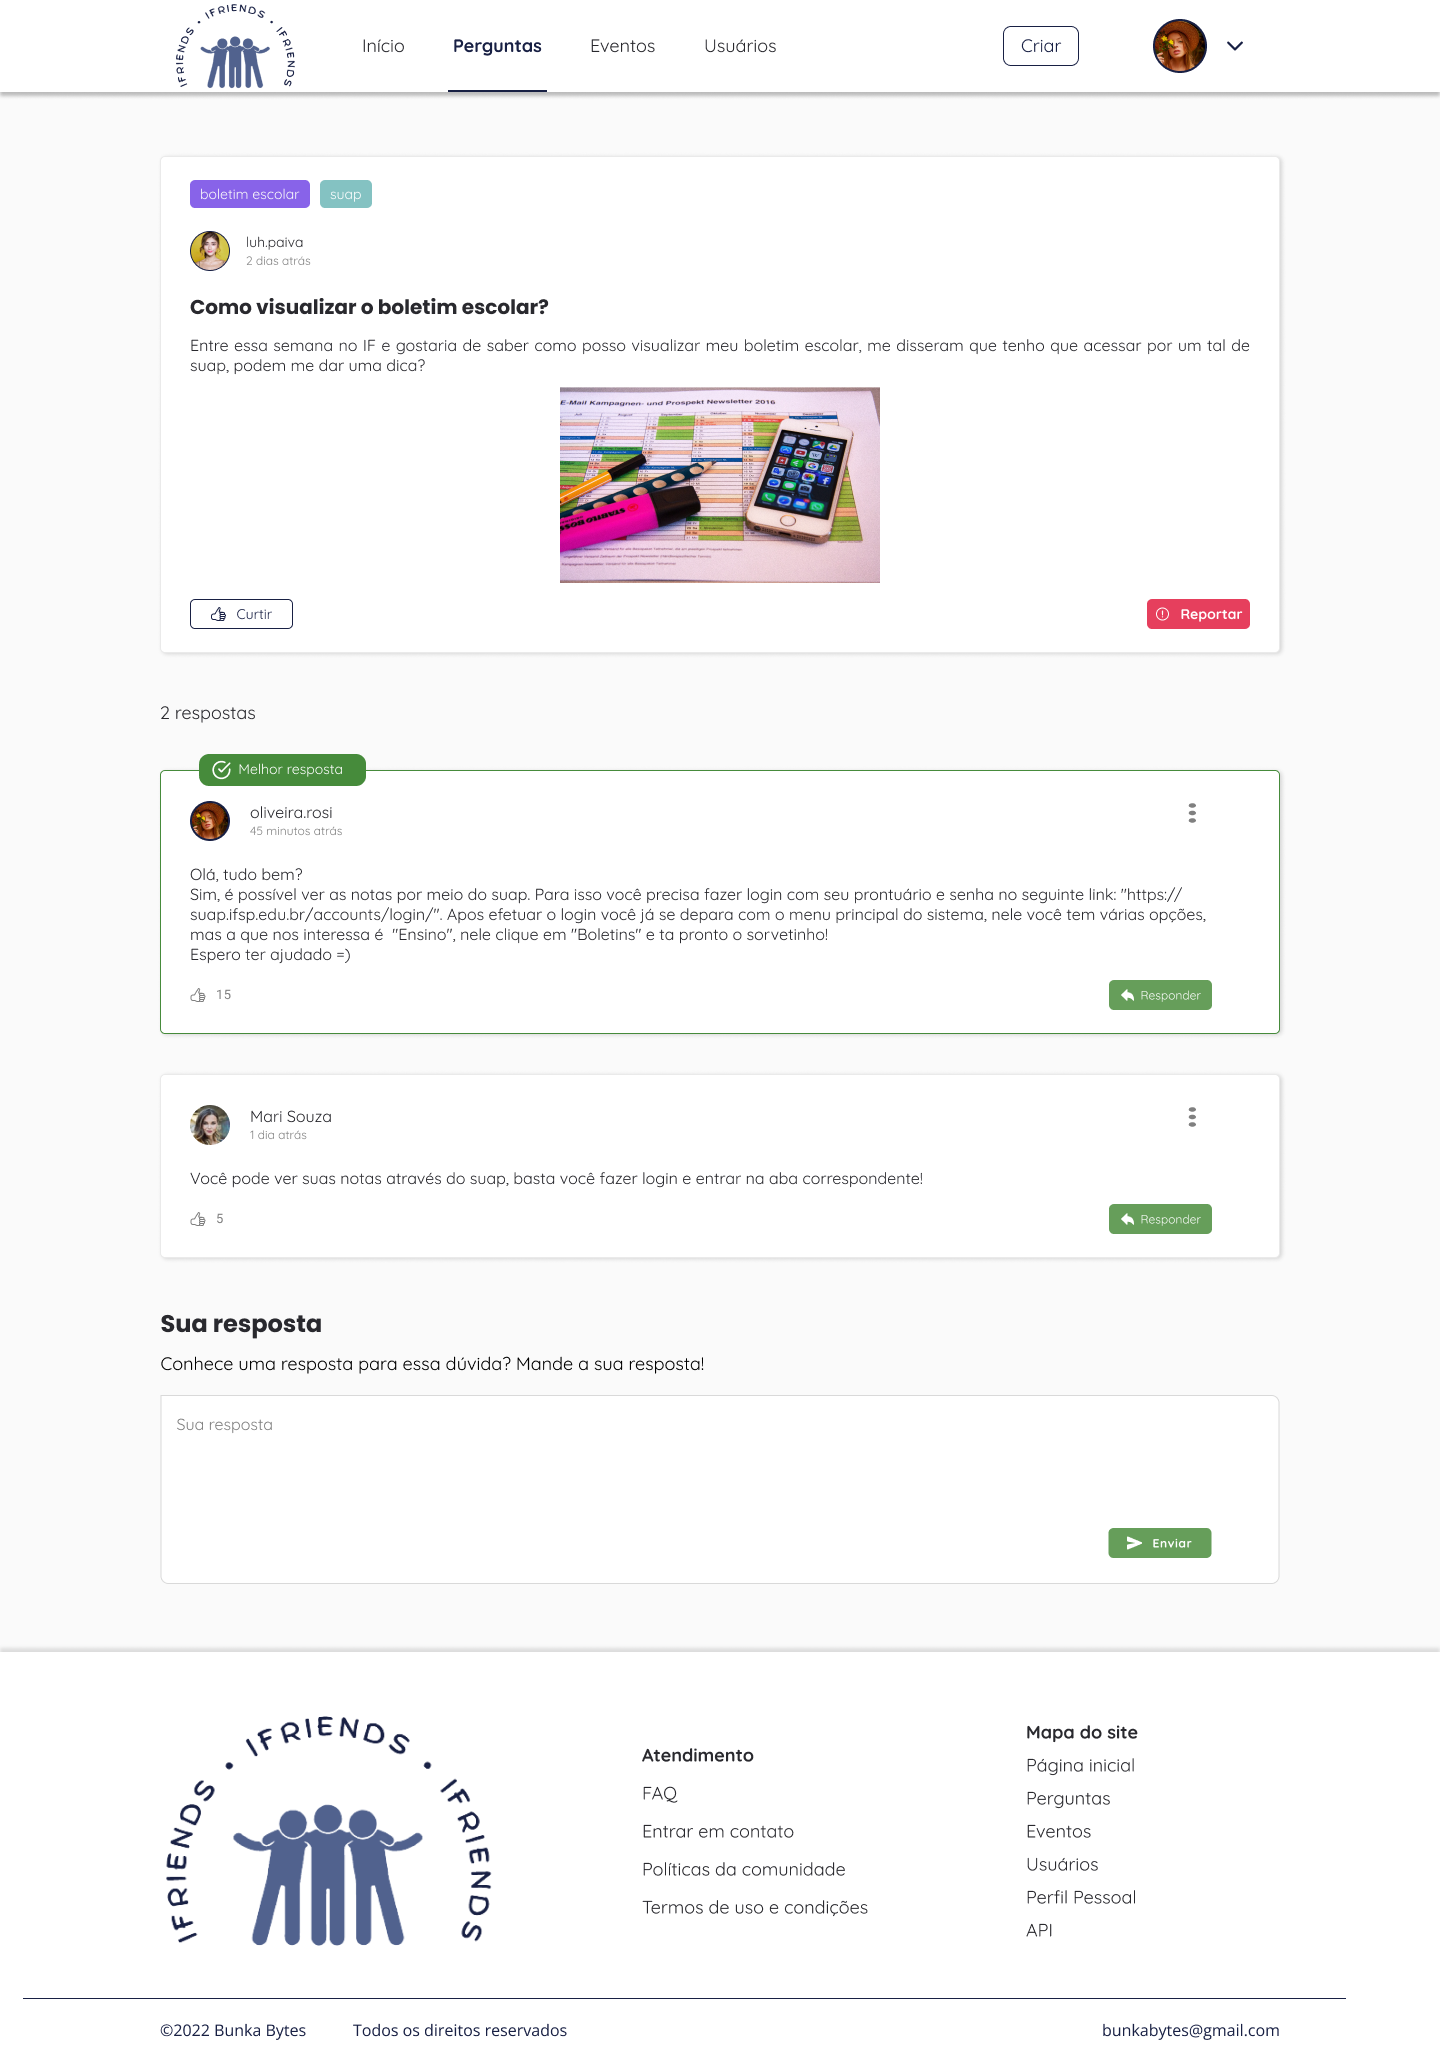 IFRIENDS • IFRIENDS • IFRIENDS
Início
Perguntas
Eventos
Usuários
Criar
boletim escolar
suap
luh.paiva
2 dias atrás
Como visualizar o boletim escolar?
Entre essa semana no IF e gostaria de saber como posso visualizar meu boletim escolar, me disseram que tenho que acessar por um tal de
suap, podem me dar uma dica?
E-Mail Kampagnen- und Prospekt Newsletter 2016
Curtir
Reportar
2 respostas
Melhor resposta
oliveira.rosi
45 minutos atrás
Olá, tudo bem?
Sim, é possível ver as notas por meio do suap. Para isso você precisa fazer login com seu prontuário e senha no seguinte link: "https://
suap.ifsp.edu.br/accounts/login/". Apos efetuar o login você já se depara com o menu principal do sistema, nele você tem várias opções,
mas a que nos interessa é  "Ensino", nele clique em "Boletins" e ta pronto o sorvetinho!
Espero ter ajudado =)
15
Responder
Mari Souza
1 dia atrás
Você pode ver suas notas através do suap, basta você fazer login e entrar na aba correspondente!
5
Responder
Sua resposta
Conhece uma resposta para essa dúvida? Mande a sua resposta!
Sua resposta
Enviar
IFRIENDS • IFRIENDS • IFRIENDS
Atendimento
FAQ
Entrar em contato
Políticas da comunidade
Termos de uso e condições
Mapa do site
Página inicial
Perguntas
Eventos
Usuários
Perfil Pessoal
API
©2022 Bunka Bytes
Todos os direitos reservados
bunkabytes@gmail.com